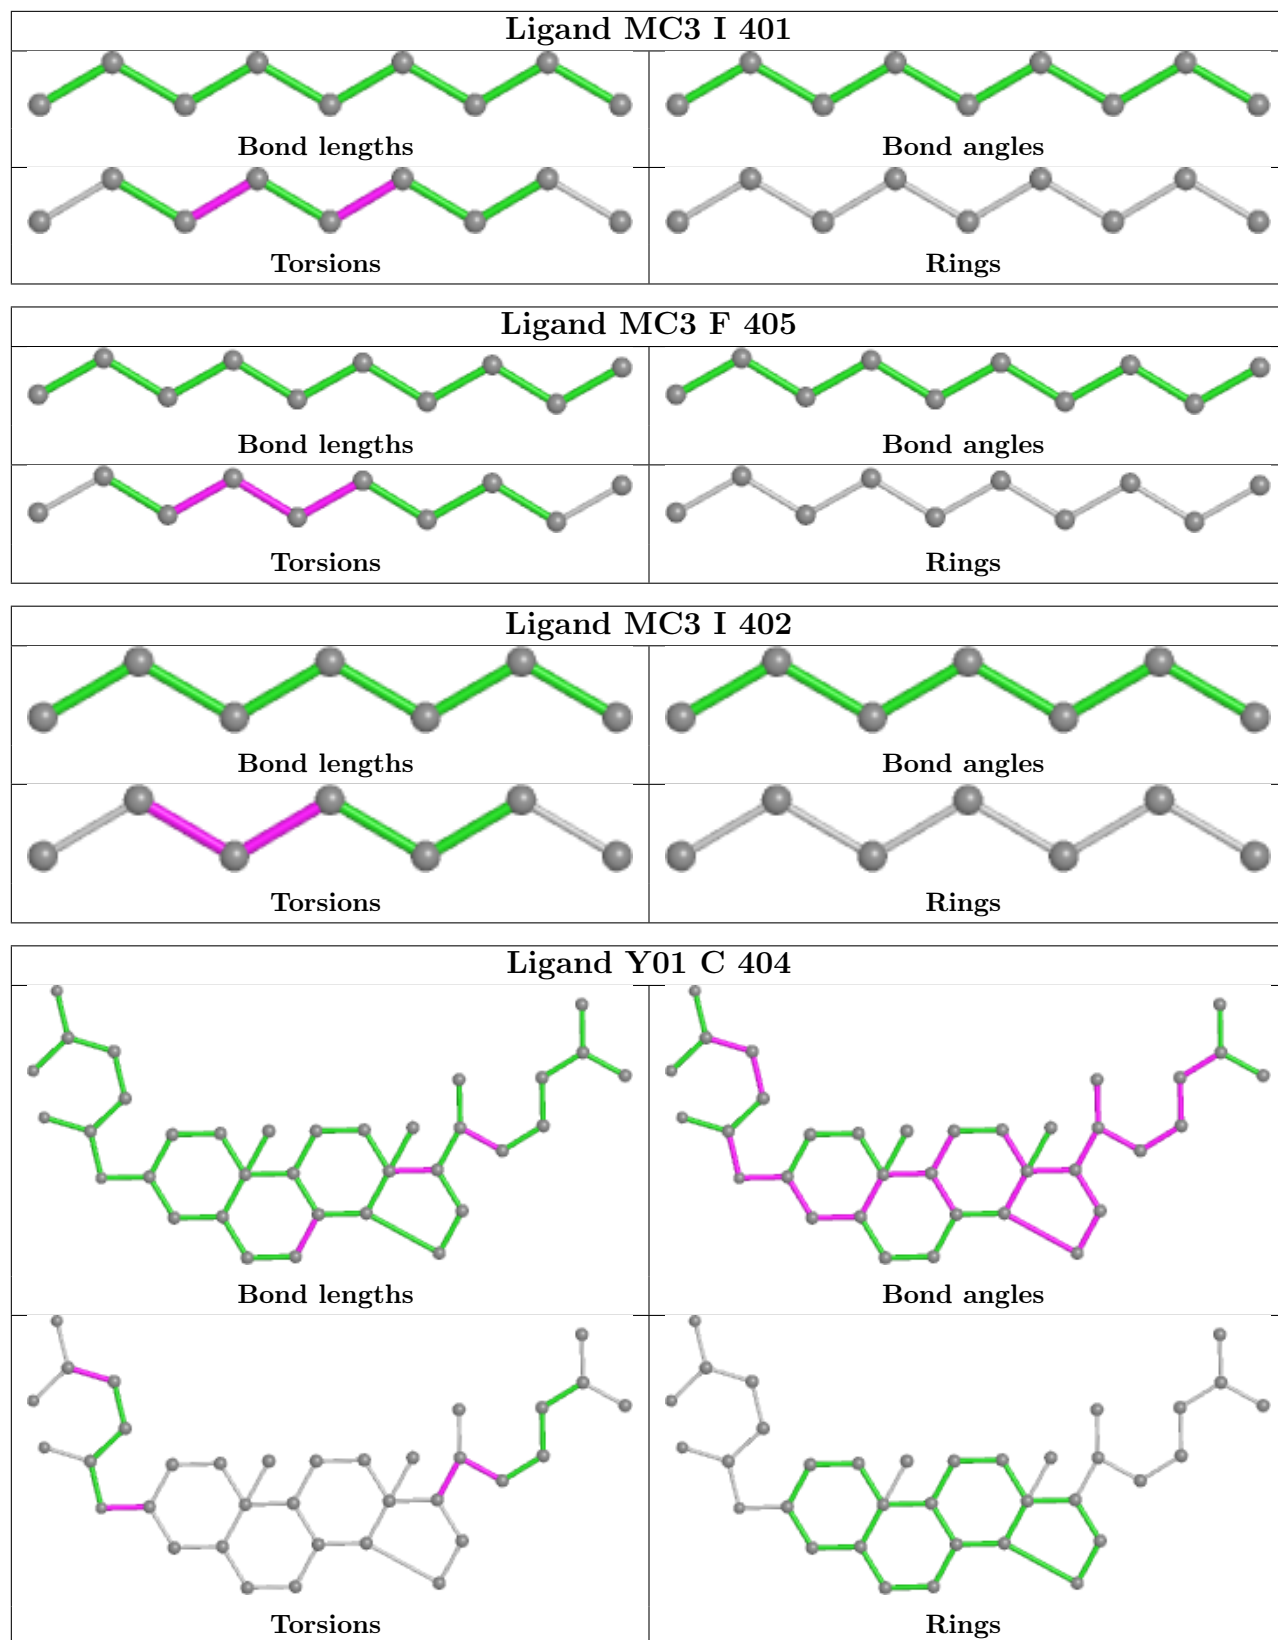 Ligand MC3 I 401
Bond lengths
Bond angles
Torsions
Rings
Ligand MC3 F 405
Bond lengths
Bond angles
Torsions
Rings
Ligand MC3 I 402
Bond lengths
Bond angles
Torsions
Rings
Ligand Y01 C 404
Bond lengths
Bond angles
Torsions
Rings